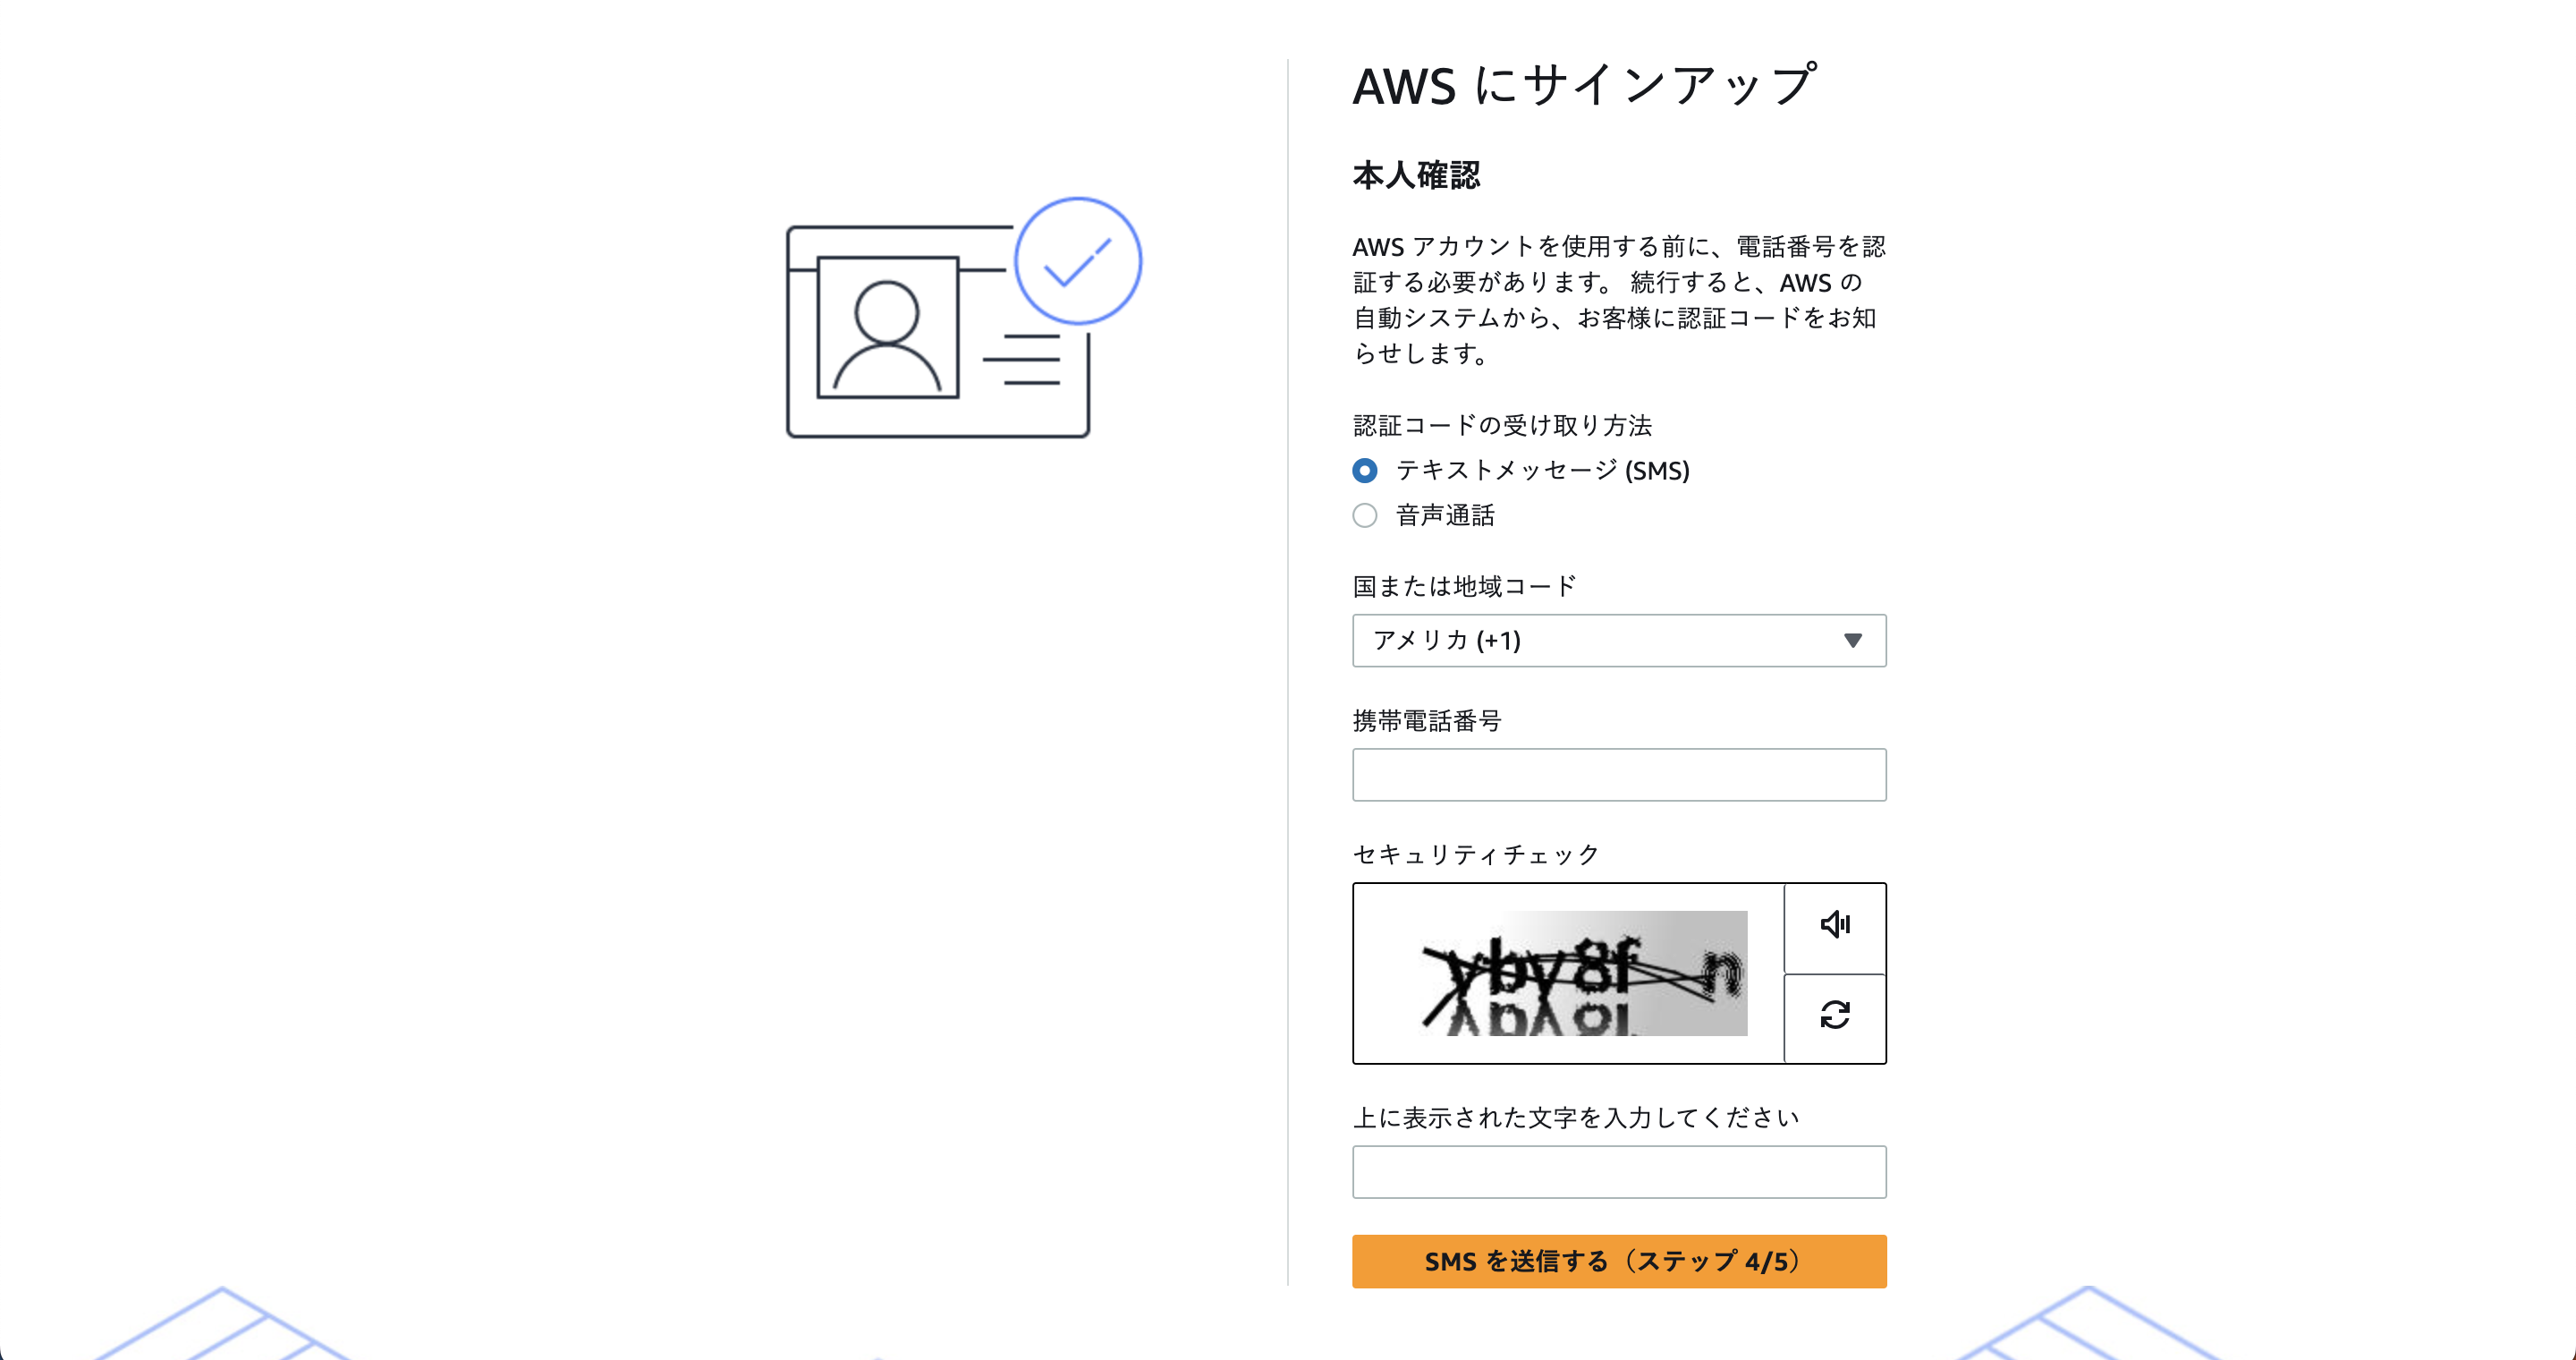 AWS にサインアップ
本人確認
AWS アカウントを使用する前に、電話番号を認
証する必要があります。 続行すると、AWS の
自動システムから、お客様に認証コードをお知
らせします。
認証コードの受け取り方法
テキストメッセージ (SMS)
音声通話
国または地域コード
アメリカ (+1)
携帯電話番号
セキュリティチェック
上に表示された文字を入力してください
SMS を送信する（ステップ 4/5）